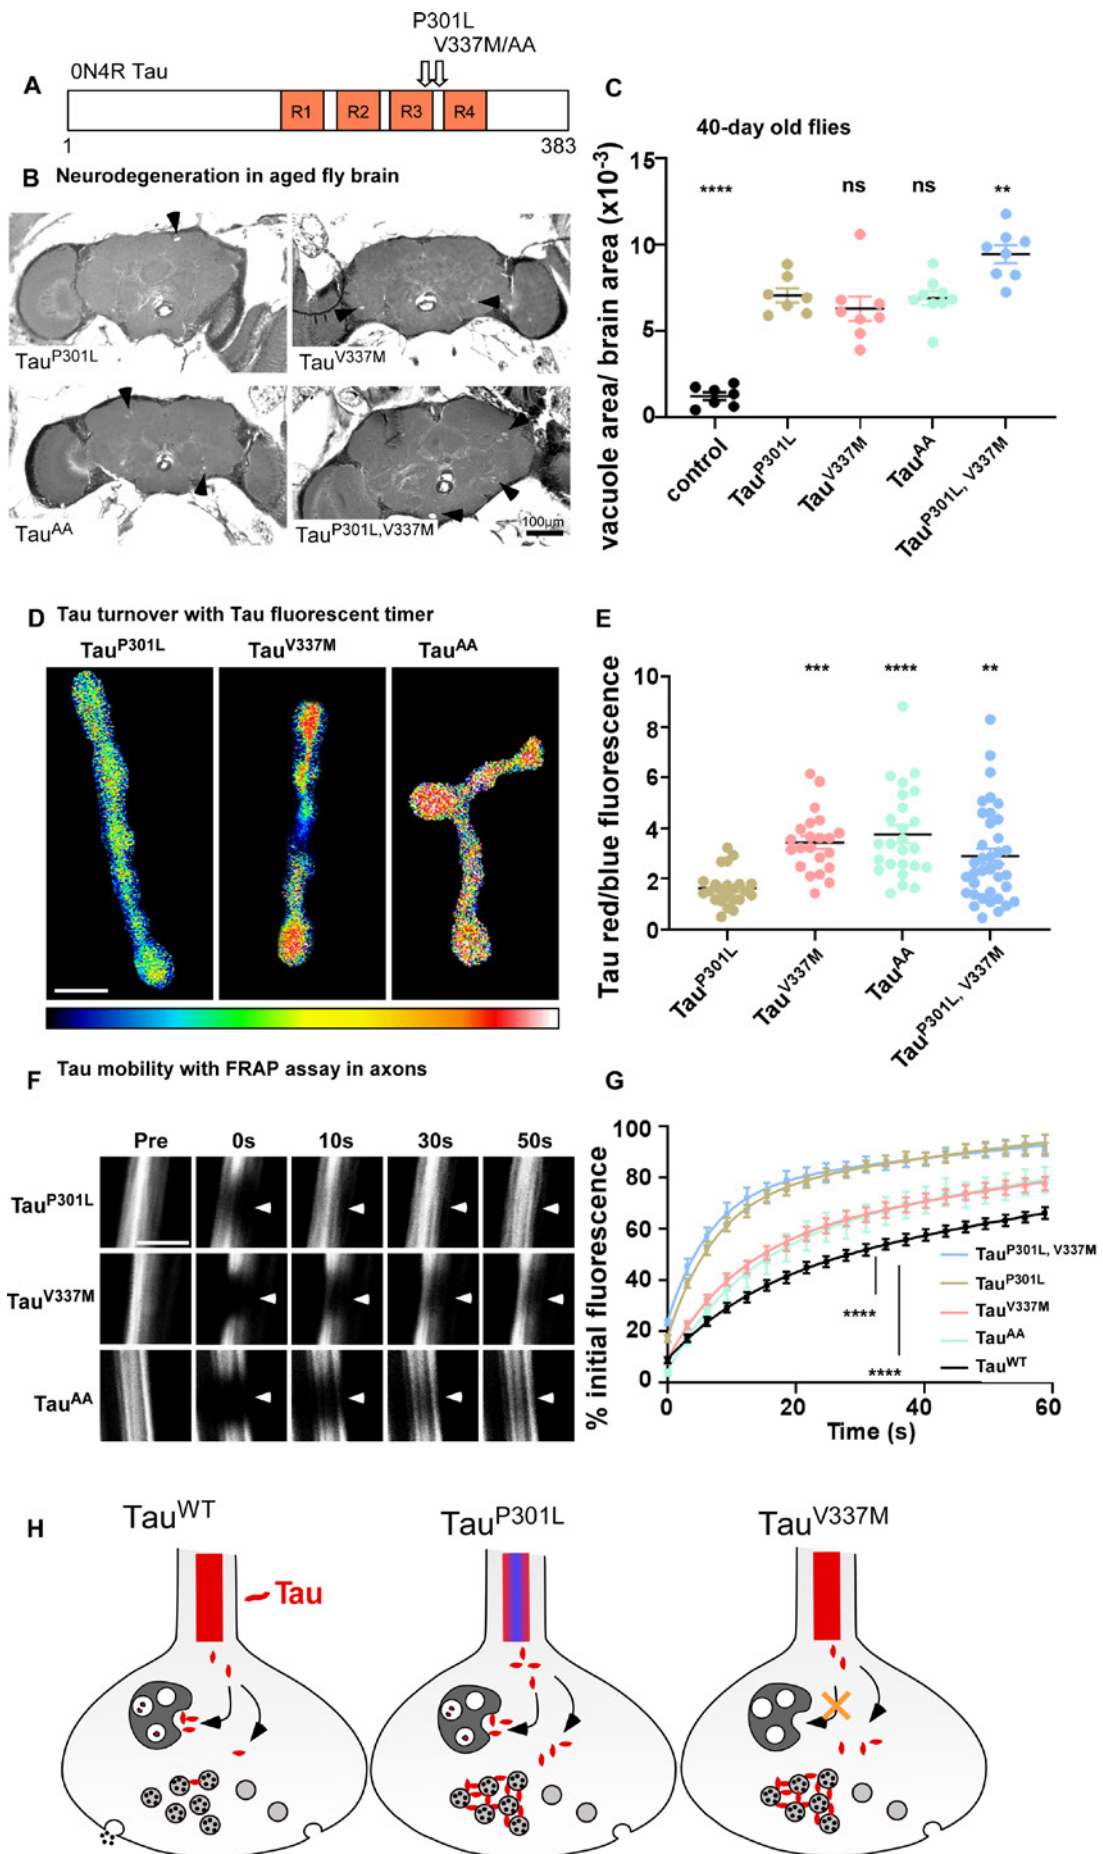 P301L
V337M/AA
A
0N4R Tau
R1 R2 R3 R4
1 383
B Neurodegeneration in aged fly brain
Tau^P301L
Tau^V337M
Tau^AA
Tau^P301L,V337M
100µm
C
40-day old flies
vacuole area/ brain area (x10^-3)
15
10
5
0
**** ns ns **
control
Tau^P301L
Tau^V337M
Tau^AA
Tau^P301L, V337M
D Tau turnover with Tau fluorescent timer
Tau^P301L Tau^V337M Tau^AA
E
Tau red/blue fluorescence
10
8
6
4
2
0
*** **** **
Tau^P301L
Tau^V337M
Tau^AA
Tau^P301L, V337M
F Tau mobility with FRAP assay in axons
Pre 0s 10s 30s 50s
Tau^P301L
Tau^V337M
Tau^AA
G
% initial fluorescence
100
80
60
40
20
0
0 20 40 60
Time (s)
****
****
Tau^P301L, V337M
Tau^P301L
Tau^V337M
Tau^AA
Tau^WT
H
Tau^WT Tau^P301L Tau^V337M
Tau